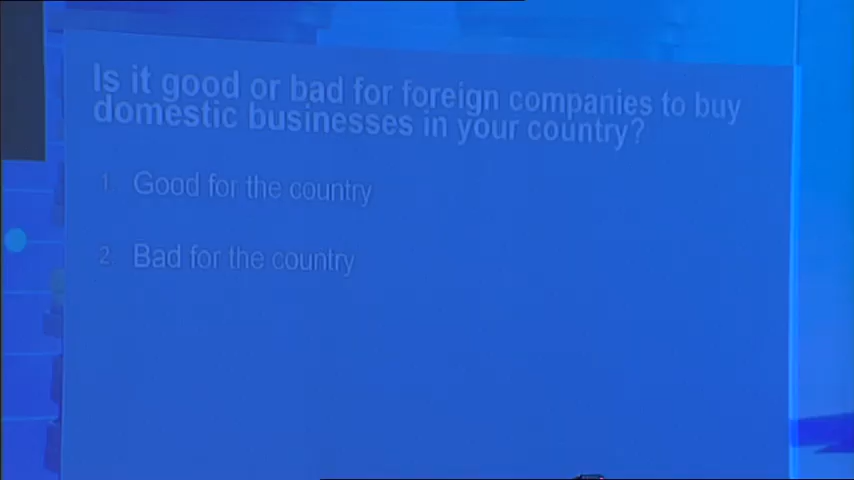 Is it good or bad for foreign companies to buy
domestic businesses in your country?
1. Good for the country
2 Bad for the country